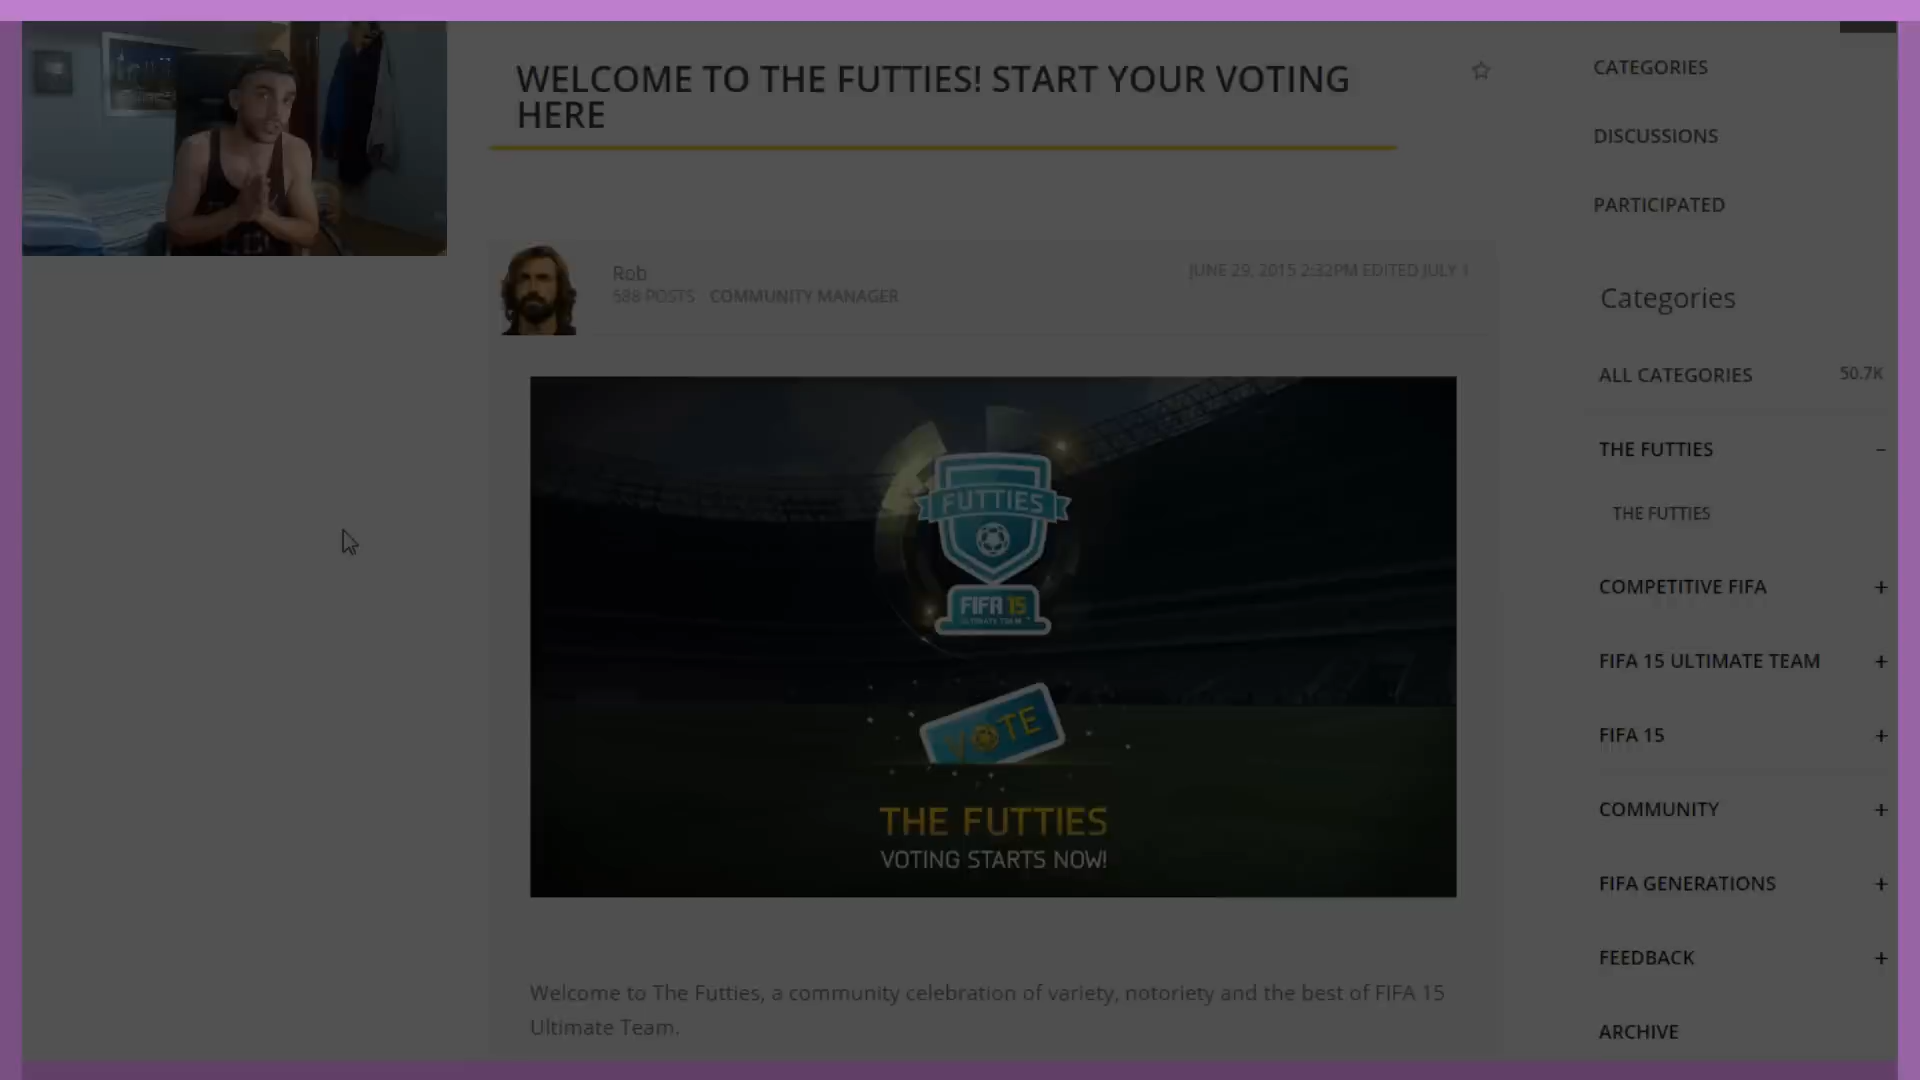 WELCOME TO THE FUTTIES! START YOUR VOTING
HERE
Rob
588 POSTS COMMUNITY MANAGER
JUNE 29, 2015 2:32PM EDITED JULY 1
FUTTIES
FIFA 15
ULTIMATE TEAM
VOTE
THE FUTTIES
VOTING STARTS NOW!
Welcome to The Futties, a community celebration of variety, notoriety and the best of FIFA 15
Ultimate Team.
CATEGORIES
DISCUSSIONS
PARTICIPATED
Categories
ALL CATEGORIES 50.7K
THE FUTTIES −
THE FUTTIES
COMPETITIVE FIFA +
FIFA 15 ULTIMATE TEAM +
FIFA 15 +
COMMUNITY +
FIFA GENERATIONS +
FEEDBACK +
ARCHIVE